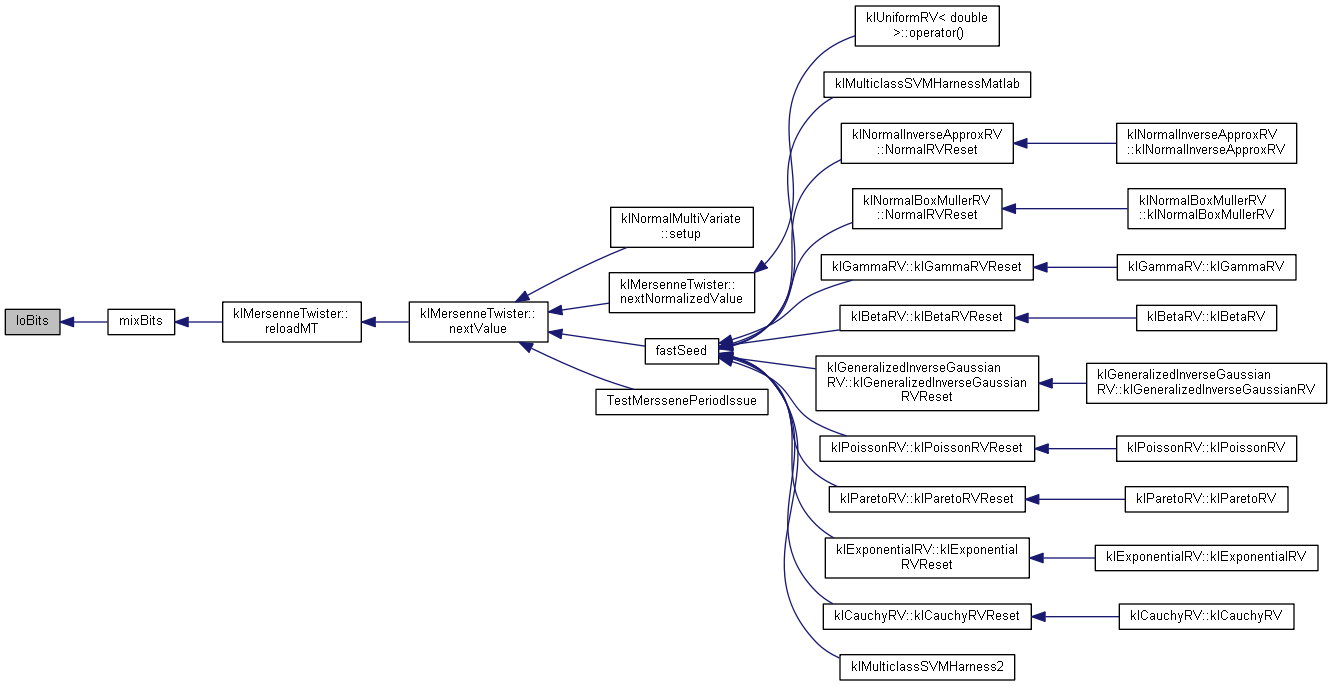 loBits
mixBits
klMersenneTwister::
reloadMT
klMersenneTwister::
nextValue
klNormalMultiVariate
::setup
klMersenneTwister::
nextNormalizedValue
fastSeed
TestMerssenePeriodIssue
klUniformRV< double
>::operator()
klMulticlassSVMHarnessMatlab
klNormalInverseApproxRV
::NormalRVReset
klNormalInverseApproxRV
::klNormalInverseApproxRV
klNormalBoxMullerRV
::NormalRVReset
klNormalBoxMullerRV
::klNormalBoxMullerRV
klGammaRV::klGammaRVReset
klGammaRV::klGammaRV
klBetaRV::klBetaRVReset
klBetaRV::klBetaRV
klGeneralizedInverseGaussian
RV::klGeneralizedInverseGaussian
RVReset
klGeneralizedInverseGaussian
RV::klGeneralizedInverseGaussianRV
klPoissonRV::klPoissonRVReset
klPoissonRV::klPoissonRV
klParetoRV::klParetoRVReset
klParetoRV::klParetoRV
klExponentialRV::klExponential
RVReset
klExponentialRV::klExponentialRV
klCauchyRV::klCauchyRVReset
klCauchyRV::klCauchyRV
klMulticlassSVMHarness2